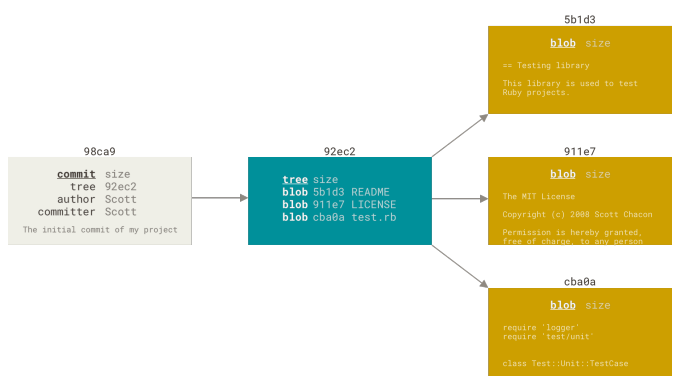 98ca9
commit size
tree 92ec2
author Scott
committer Scott
The initial commit of my project
92ec2
tree size
blob 5b1d3 README
blob 911e7 LICENSE
blob cba0a test.rb
5b1d3
blob size
== Testing library
This library is used to test
Ruby projects.
911e7
blob size
The MIT License
Copyright (c) 2008 Scott Chacon
Permission is hereby granted,
free of charge, to any person
cba0a
blob size
require 'logger'
require 'test/unit'
class Test::Unit::TestCase